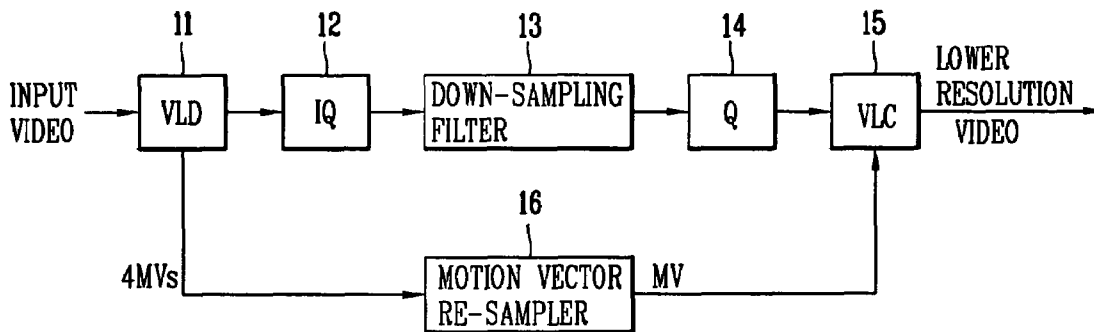 11
12
13
14
15
INPUT
VIDEO
VLD
IQ
DOWN-SAMPLING
FILTER
Q
VLC
LOWER
RESOLUTION
VIDEO
16
4MVs
MOTION VECTOR
RE-SAMPLER
MV